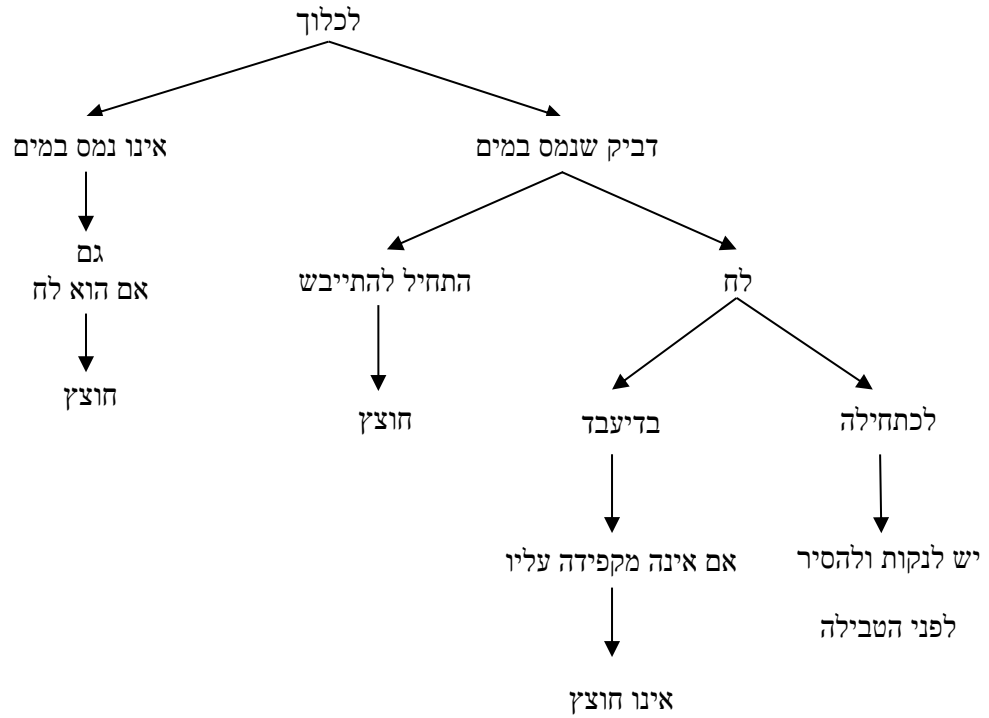 לכלוך
דביק שנמס במים
אינו נמס במים
לח
התחיל להתייבש
גם
אם הוא לח
לכתחילה
בדיעבד
חוצץ
חוצץ
יש לנקות ולהסיר
לפני הטבילה
אם אינה מקפידה עליו
אינו חוצץ